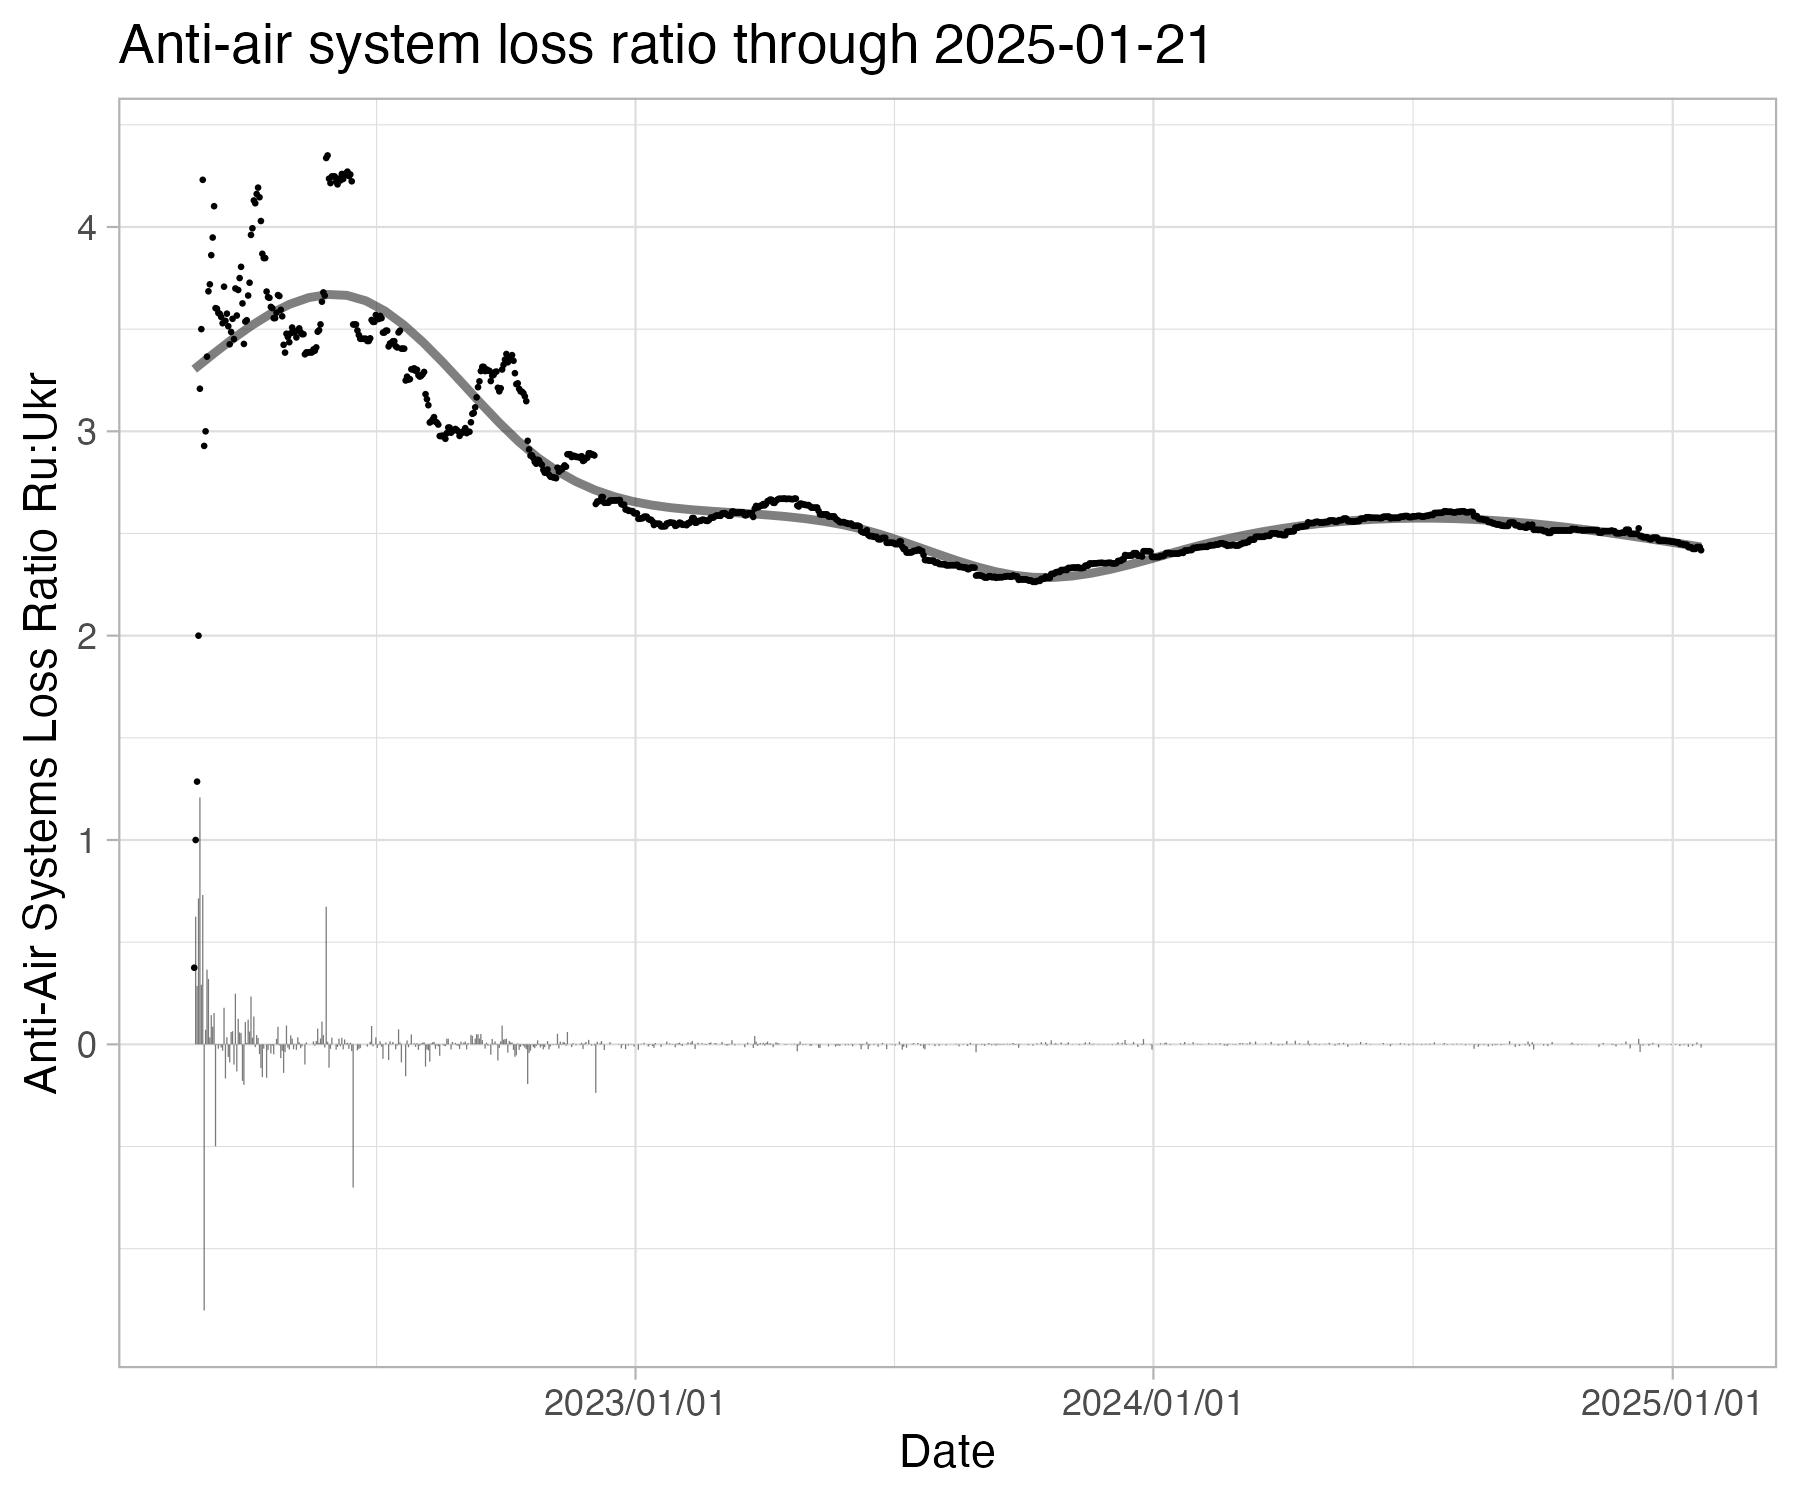 Anti-air system loss ratio through 2025-01-21
Anti-Air Systems Loss Ratio Ru:Ukr
4
3
2
1
0
2023/01/01
2024/01/01
2025/01/01
Date